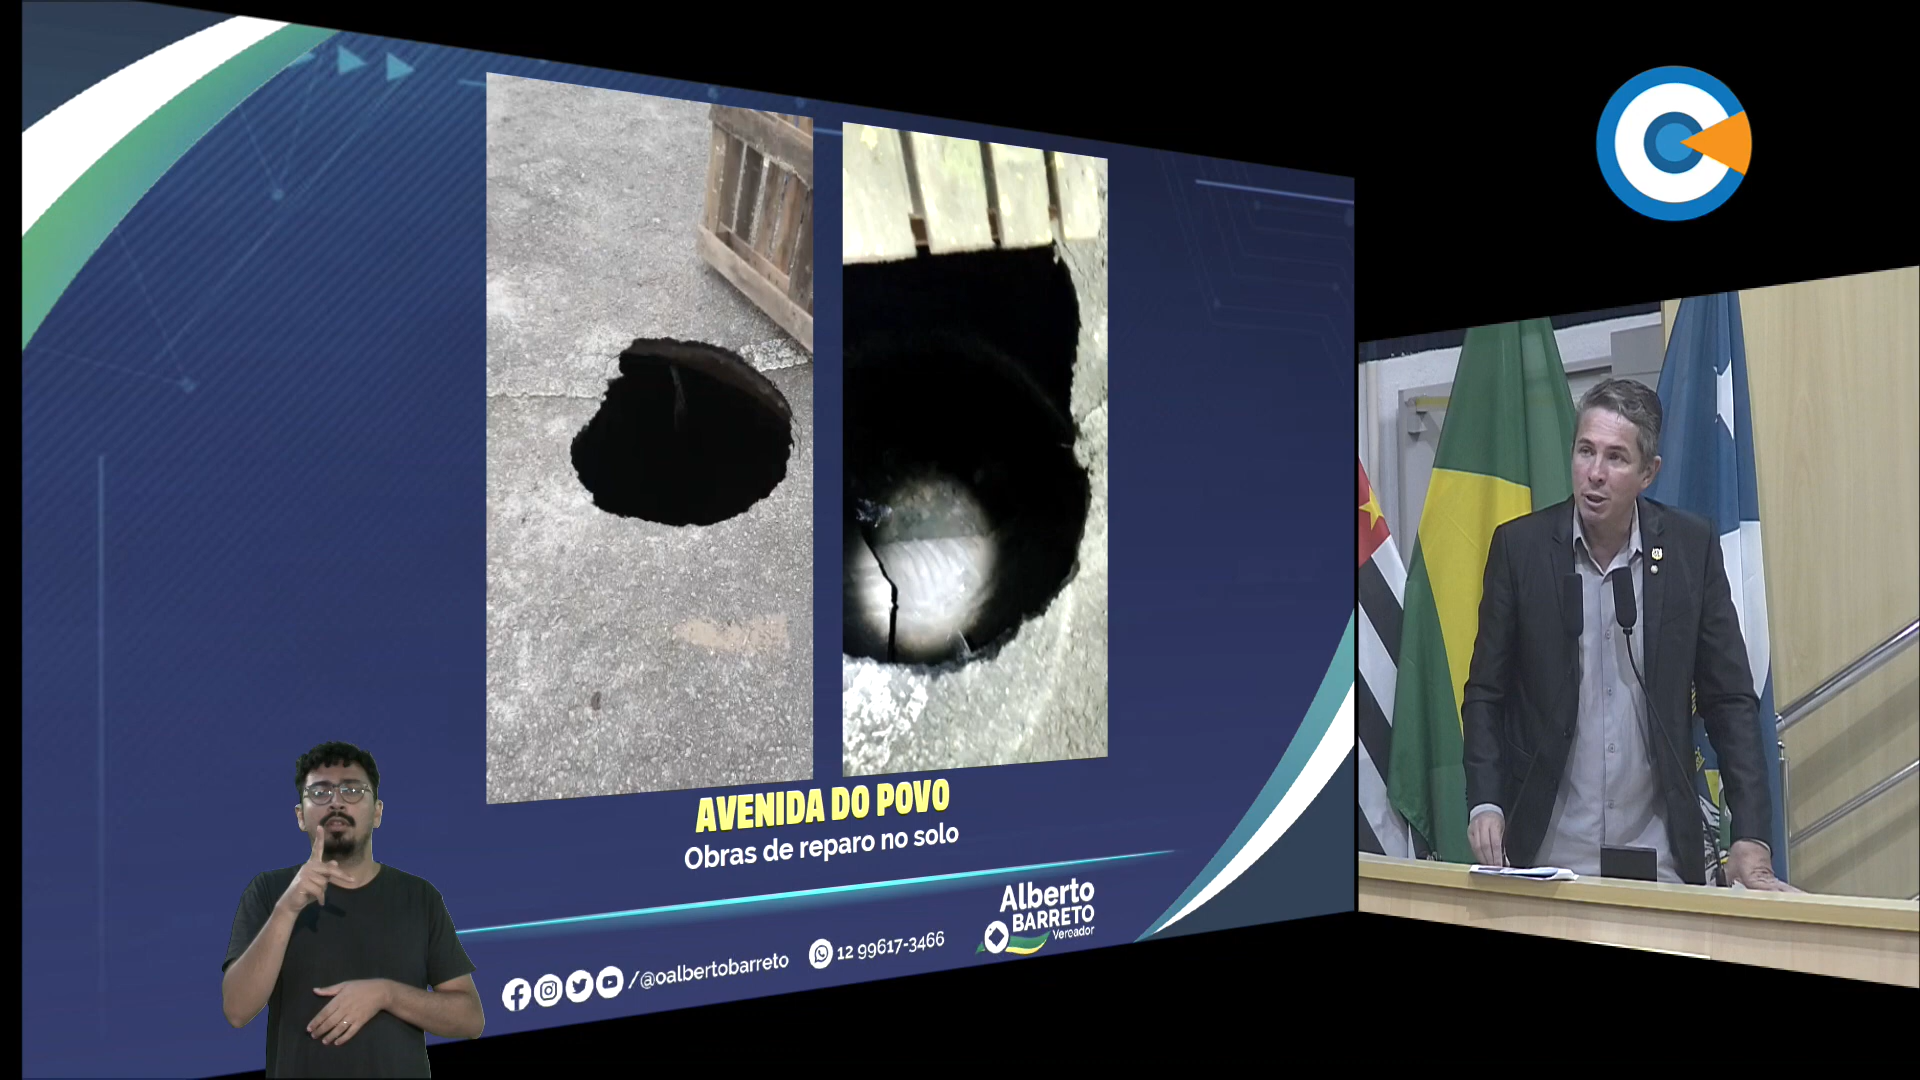 AVENIDA DO POVO
Obras de reparo no solo
Alberto
BARRETO
Vereador
/@oalbertobarreto
12 99617-3466